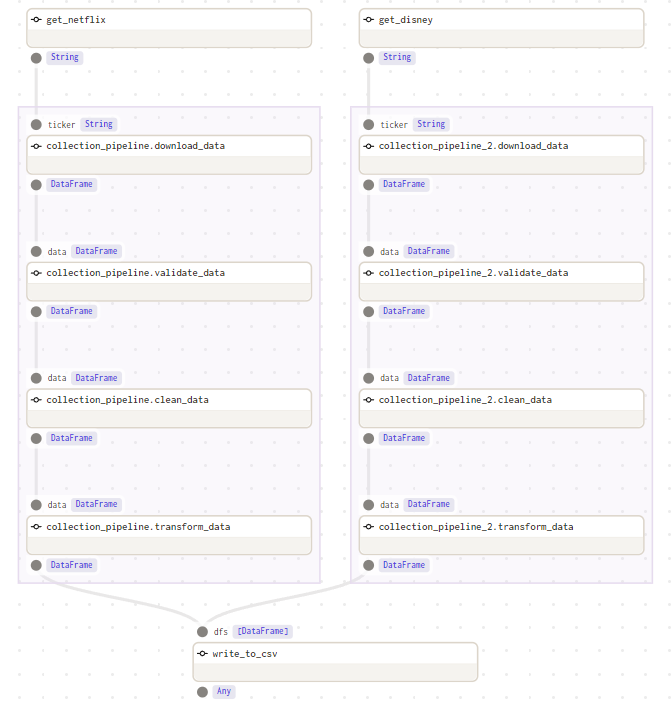 get_netflix
String
ticker String
collection_pipeline.download_data
DataFrame
data DataFrame
collection_pipeline.validate_data
DataFrame
data DataFrame
collection_pipeline.clean_data
DataFrame
data DataFrame
collection_pipeline.transform_data
DataFrame
get_disney
String
ticker String
collection_pipeline_2.download_data
DataFrame
data DataFrame
collection_pipeline_2.validate_data
DataFrame
data DataFrame
collection_pipeline_2.clean_data
DataFrame
data DataFrame
collection_pipeline_2.transform_data
DataFrame
dfs [DataFrame]
write_to_csv
Any